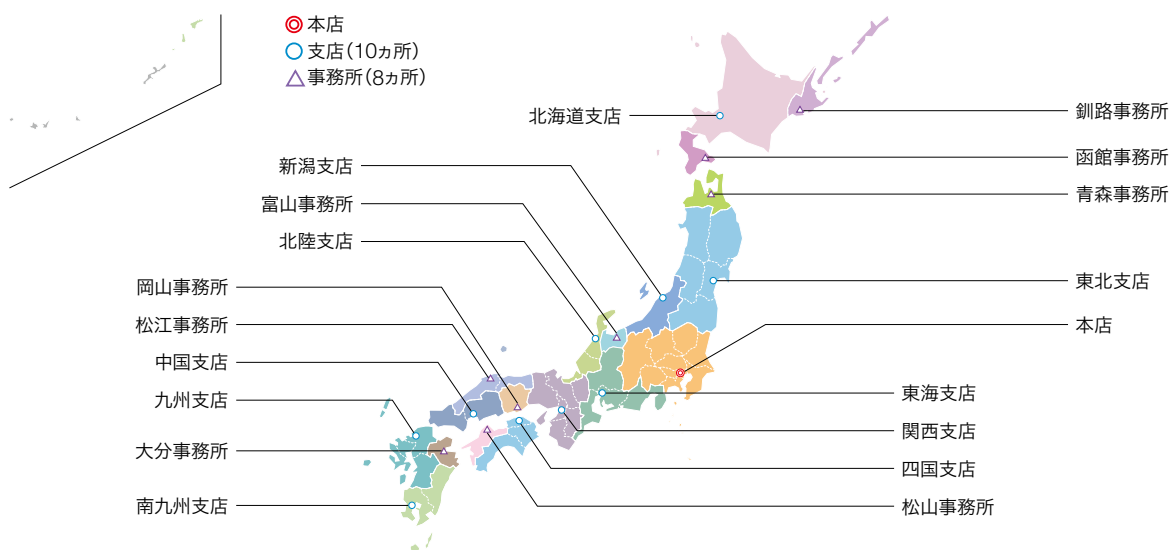 本店
支店(10ヵ所)
事務所(8ヵ所)
北海道支店
新潟支店
富山事務所
北陸支店
岡山事務所
松江事務所
中国支店
九州支店
大分事務所
南九州支店
釧路事務所
函館事務所
青森事務所
東北支店
本店
東海支店
関西支店
四国支店
松山事務所